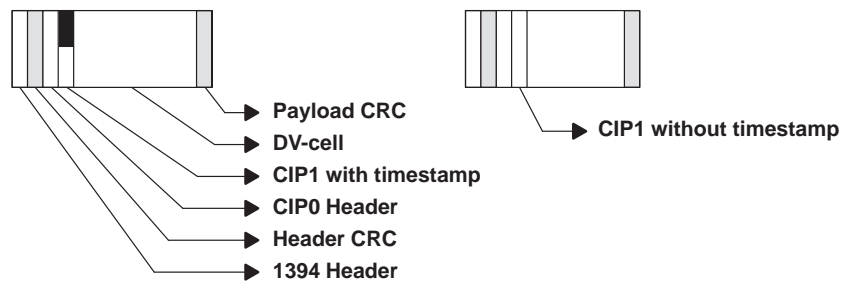 Payload CRC
DV-cell
CIP1 with timestamp
CIP0 Header
Header CRC
1394 Header
CIP1 without timestamp